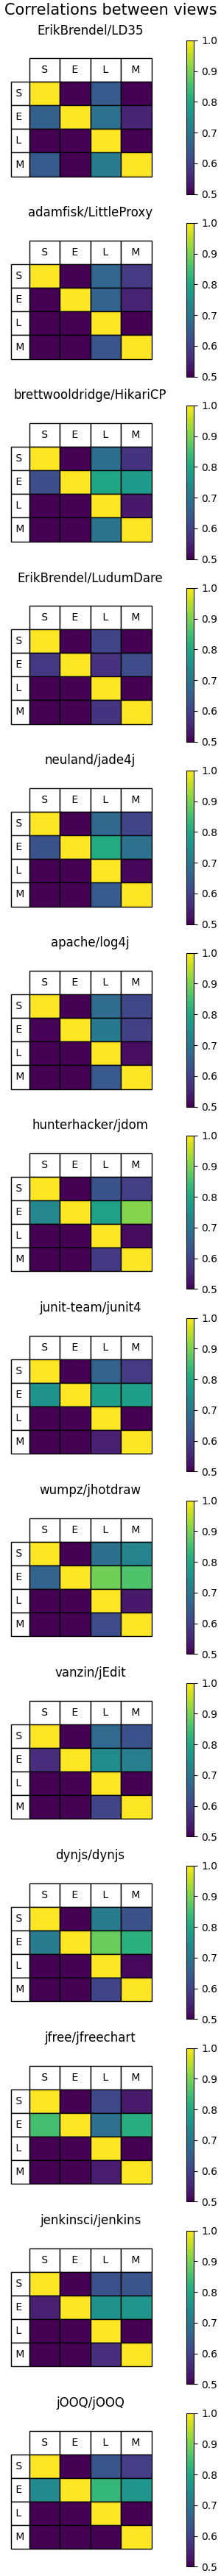 Correlations between views
ErikBrendel/LD35
S E L M
S
E
L
M
1.0
0.9
0.8
0.7
0.6
0.5
adamfisk/LittleProxy
S E L M
S
E
L
M
1.0
0.9
0.8
0.7
0.6
0.5
brettwooldridge/HikariCP
S E L M
S
E
L
M
1.0
0.9
0.8
0.7
0.6
0.5
ErikBrendel/LudumDare
S E L M
S
E
L
M
1.0
0.9
0.8
0.7
0.6
0.5
neuland/jade4j
S E L M
S
E
L
M
1.0
0.9
0.8
0.7
0.6
0.5
apache/log4j
S E L M
S
E
L
M
1.0
0.9
0.8
0.7
0.6
0.5
hunterhacker/jdom
S E L M
S
E
L
M
1.0
0.9
0.8
0.7
0.6
0.5
junit-team/junit4
S E L M
S
E
L
M
1.0
0.9
0.8
0.7
0.6
0.5
wumpz/jhotdraw
S E L M
S
E
L
M
1.0
0.9
0.8
0.7
0.6
0.5
vanzin/jEdit
S E L M
S
E
L
M
1.0
0.9
0.8
0.7
0.6
0.5
dynjs/dynjs
S E L M
S
E
L
M
1.0
0.9
0.8
0.7
0.6
0.5
jfree/jfreechart
S E L M
S
E
L
M
1.0
0.9
0.8
0.7
0.6
0.5
jenkinsci/jenkins
S E L M
S
E
L
M
1.0
0.9
0.8
0.7
0.6
0.5
jOOQ/jOOQ
S E L M
S
E
L
M
1.0
0.9
0.8
0.7
0.6
0.5